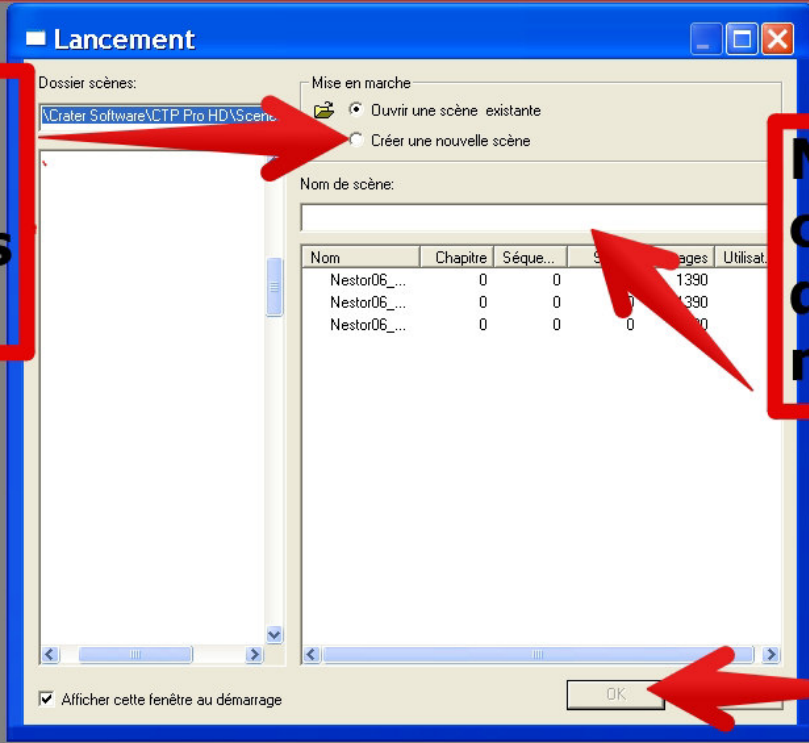 Lancement
Dossier scènes:
\Crater Software\CTP Pro HD\Scene
Mise en marche
Ouvrir une scène existante
Créer une nouvelle scène
Nom de scène:
Nom Chapitre Séque... ages Utilisat.
Nestor06_... 0 0 1390
Nestor06_... 0 0 0 1390
Nestor06_... 0 0 0
Afficher cette fenêtre au démarrage
OK